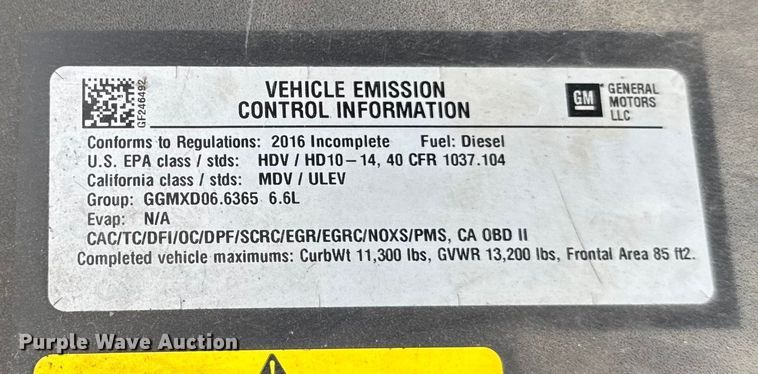 GF246492
VEHICLE EMISSION
CONTROL INFORMATION
GM
GENERAL
MOTORS
LLC
Conforms to Regulations: 2016 Incomplete Fuel: Diesel
U.S. EPA class / stds: HDV / HD10-14, 40 CFR 1037.104
California class / stds: MDV / ULEV
Group: GGMXD06.6365 6.6L
Evap: N/A
CAC/TC/DFI/OC/DPF/SCRC/EGR/EGRC/NOXS/PMS, CA OBD II
Completed vehicle maximums: CurbWt 11,300 lbs, GVWR 13,200 lbs, Frontal Area 85 ft2.
Purple Wave Auction